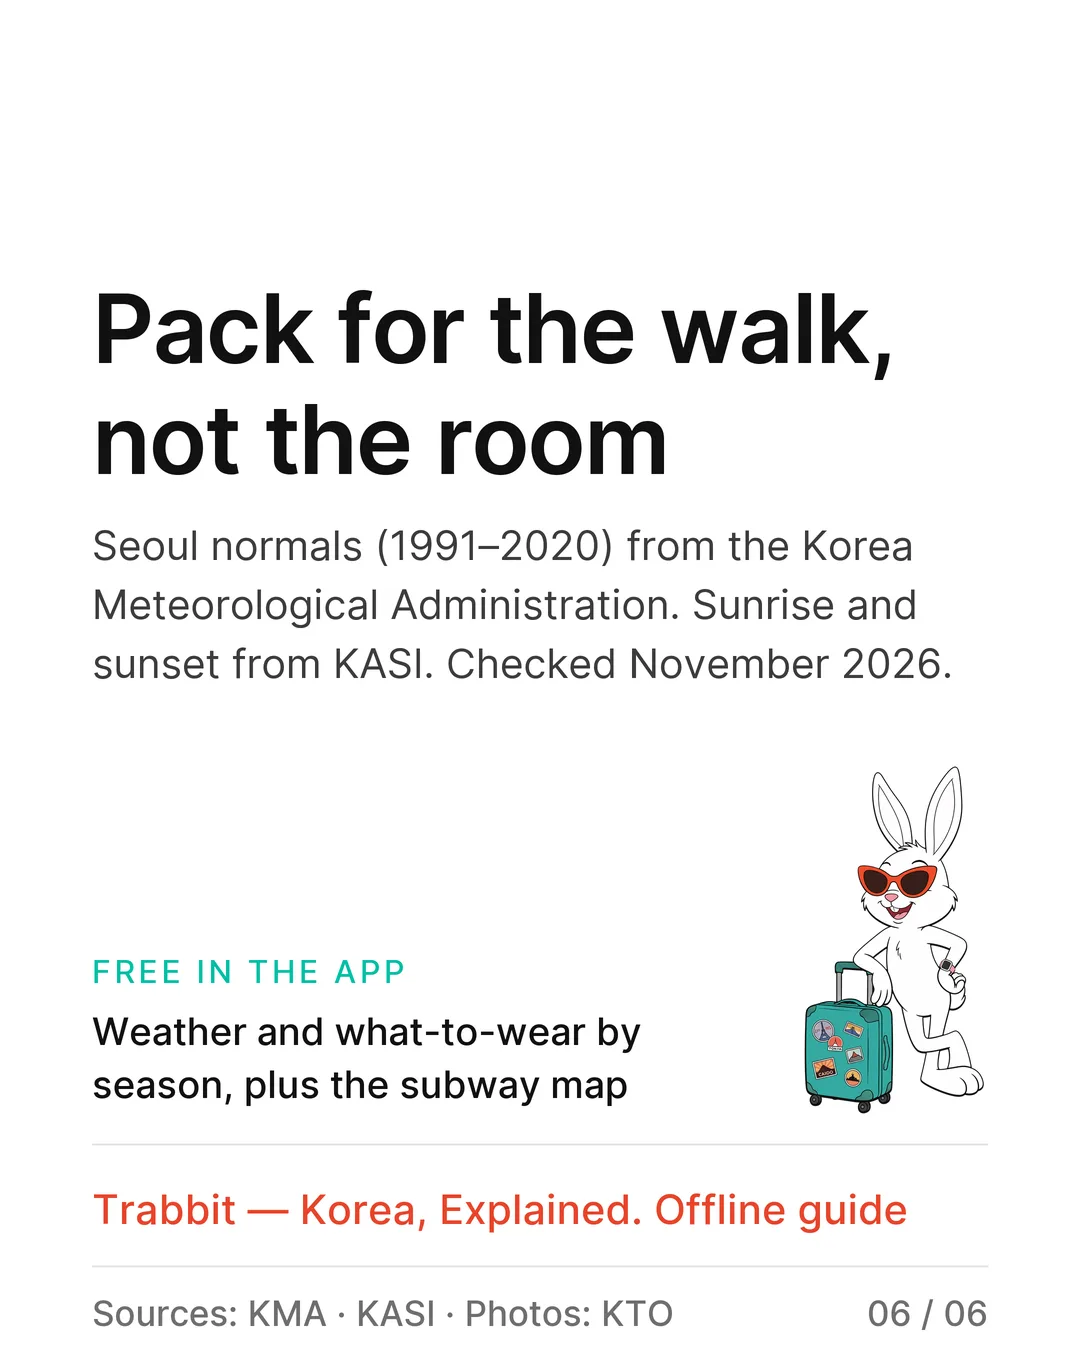 Pack for the walk,
not the room
Seoul normals (1991–2020) from the Korea
Meteorological Administration. Sunrise and
sunset from KASI. Checked November 2026.
FREE IN THE APP
Weather and what-to-wear by
season, plus the subway map
CAIRO
Trabbit — Korea, Explained. Offline guide
Sources: KMA · KASI · Photos: KTO
06 / 06